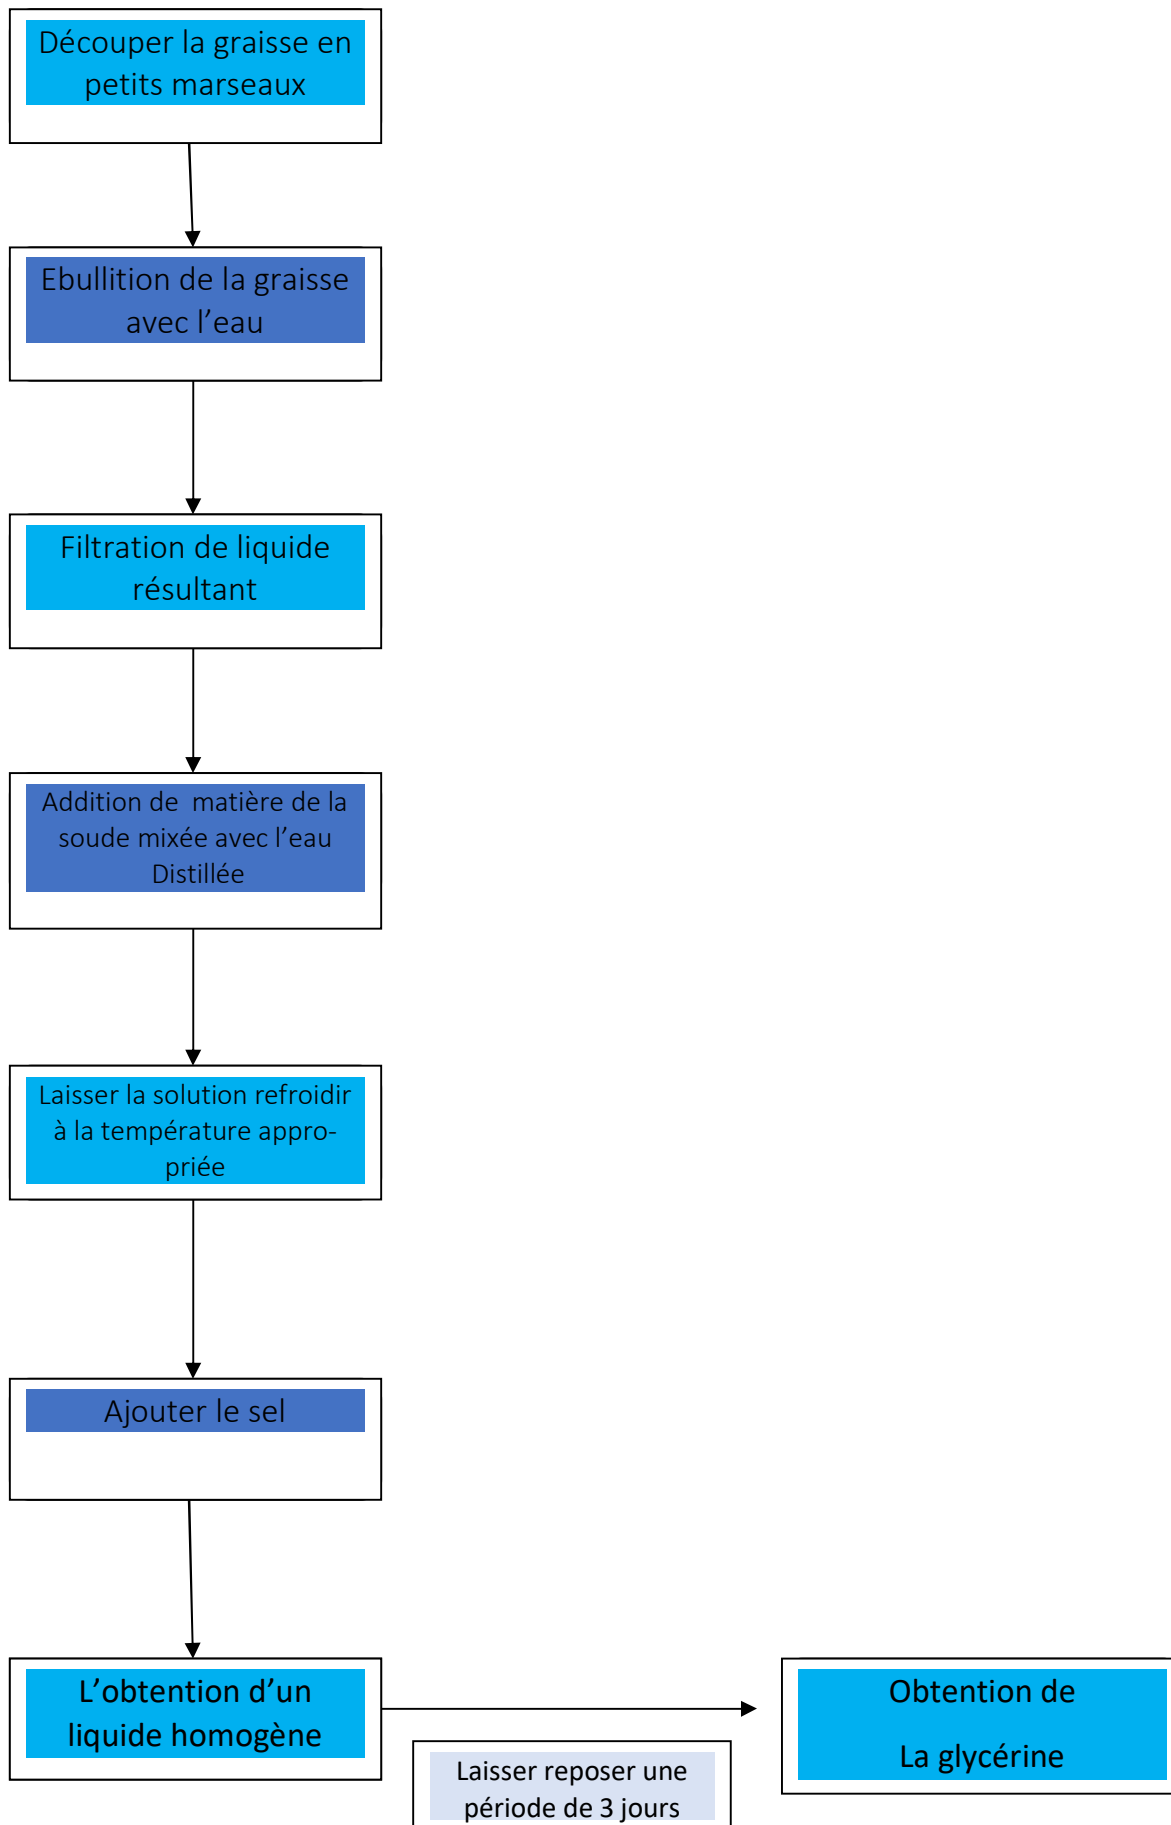 Découper la graisse en
petits marseaux
Ebullition de la graisse
avec l’eau
Filtration de liquide
résultant
Addition de  matière de la
soude mixée avec l’eau
Distillée
Laisser la solution refroidir
à la température appro-
priée
Ajouter le sel
L’obtention d’un
liquide homogène
Laisser reposer une
période de 3 jours
Obtention de
La glycérine